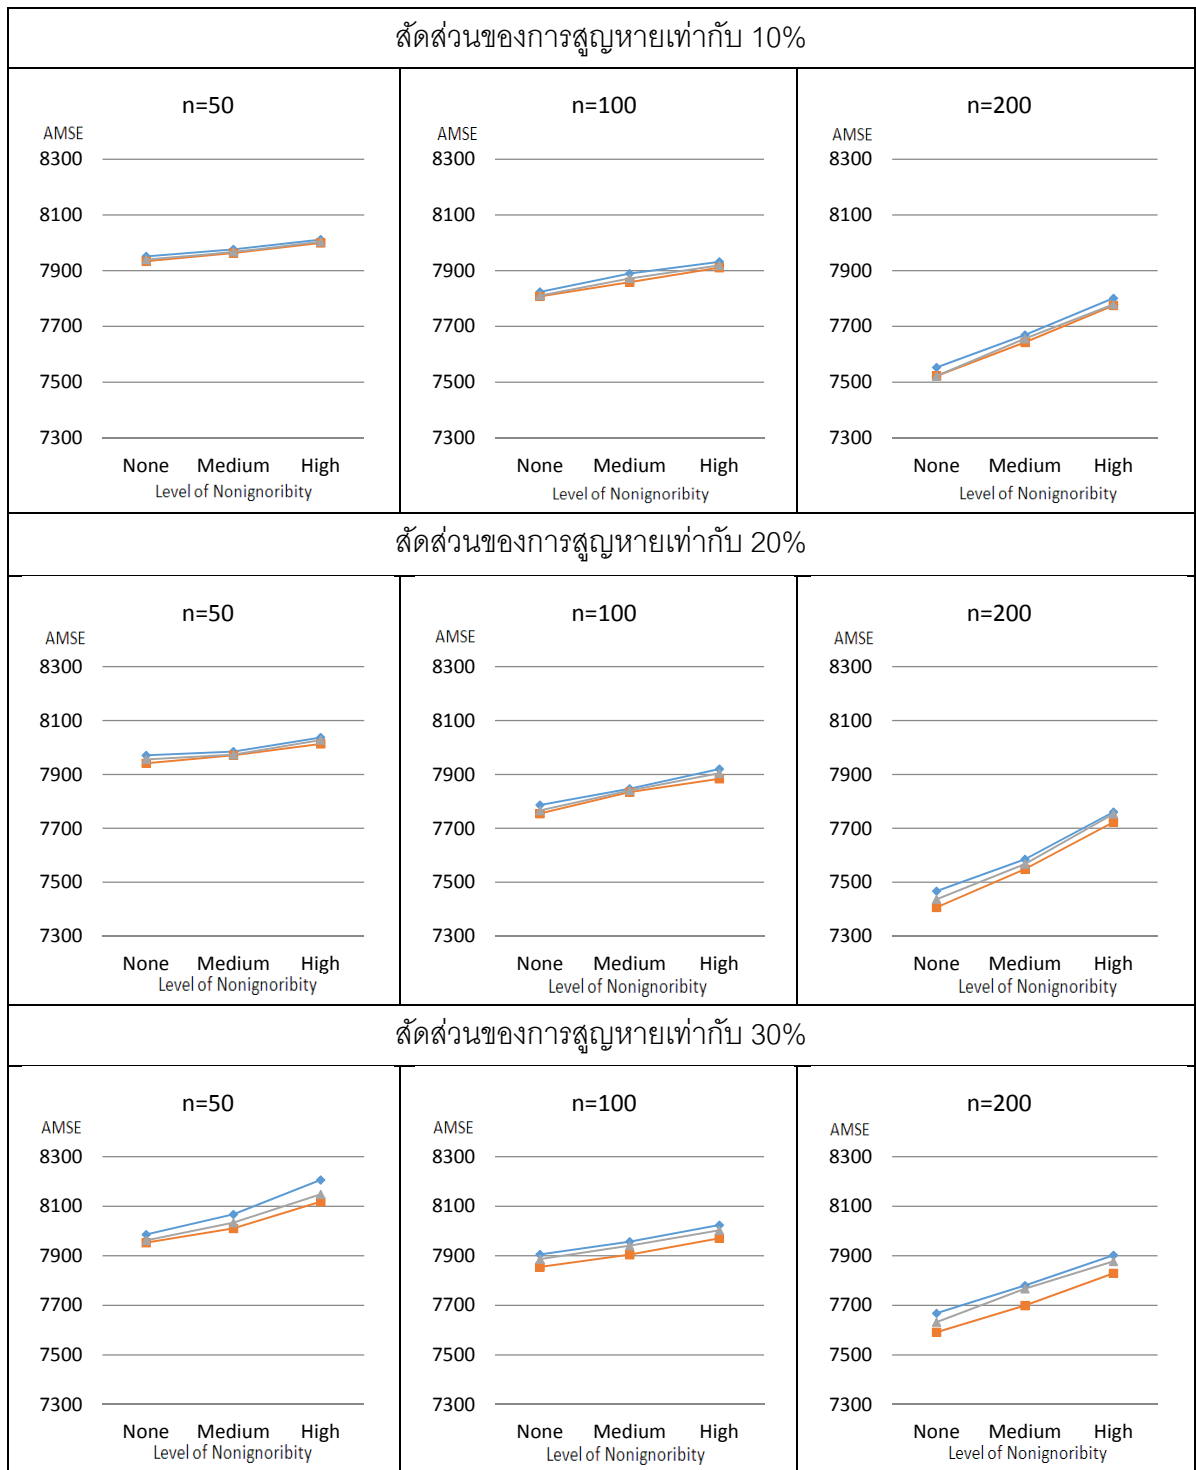 สัดส่วนของการสูญหายเท่ากับ 10%
n=50
AMSE
8300
8100
7900
7700
7500
7300
None Medium High
Level of Nonignoribity
n=100
AMSE
8300
8100
7900
7700
7500
7300
None Medium High
Level of Nonignoribity
n=200
AMSE
8300
8100
7900
7700
7500
7300
None Medium High
Level of Nonignoribity
สัดส่วนของการสูญหายเท่ากับ 20%
n=50
AMSE
8300
8100
7900
7700
7500
7300
None Medium High
Level of Nonignoribity
n=100
AMSE
8300
8100
7900
7700
7500
7300
None Medium High
Level of Nonignoribity
n=200
AMSE
8300
8100
7900
7700
7500
7300
None Medium High
Level of Nonignoribity
สัดส่วนของการสูญหายเท่ากับ 30%
n=50
AMSE
8300
8100
7900
7700
7500
7300
None Medium High
Level of Nonignoribity
n=100
AMSE
8300
8100
7900
7700
7500
7300
None Medium High
Level of Nonignoribity
n=200
AMSE
8300
8100
7900
7700
7500
7300
None Medium High
Level of Nonignoribity